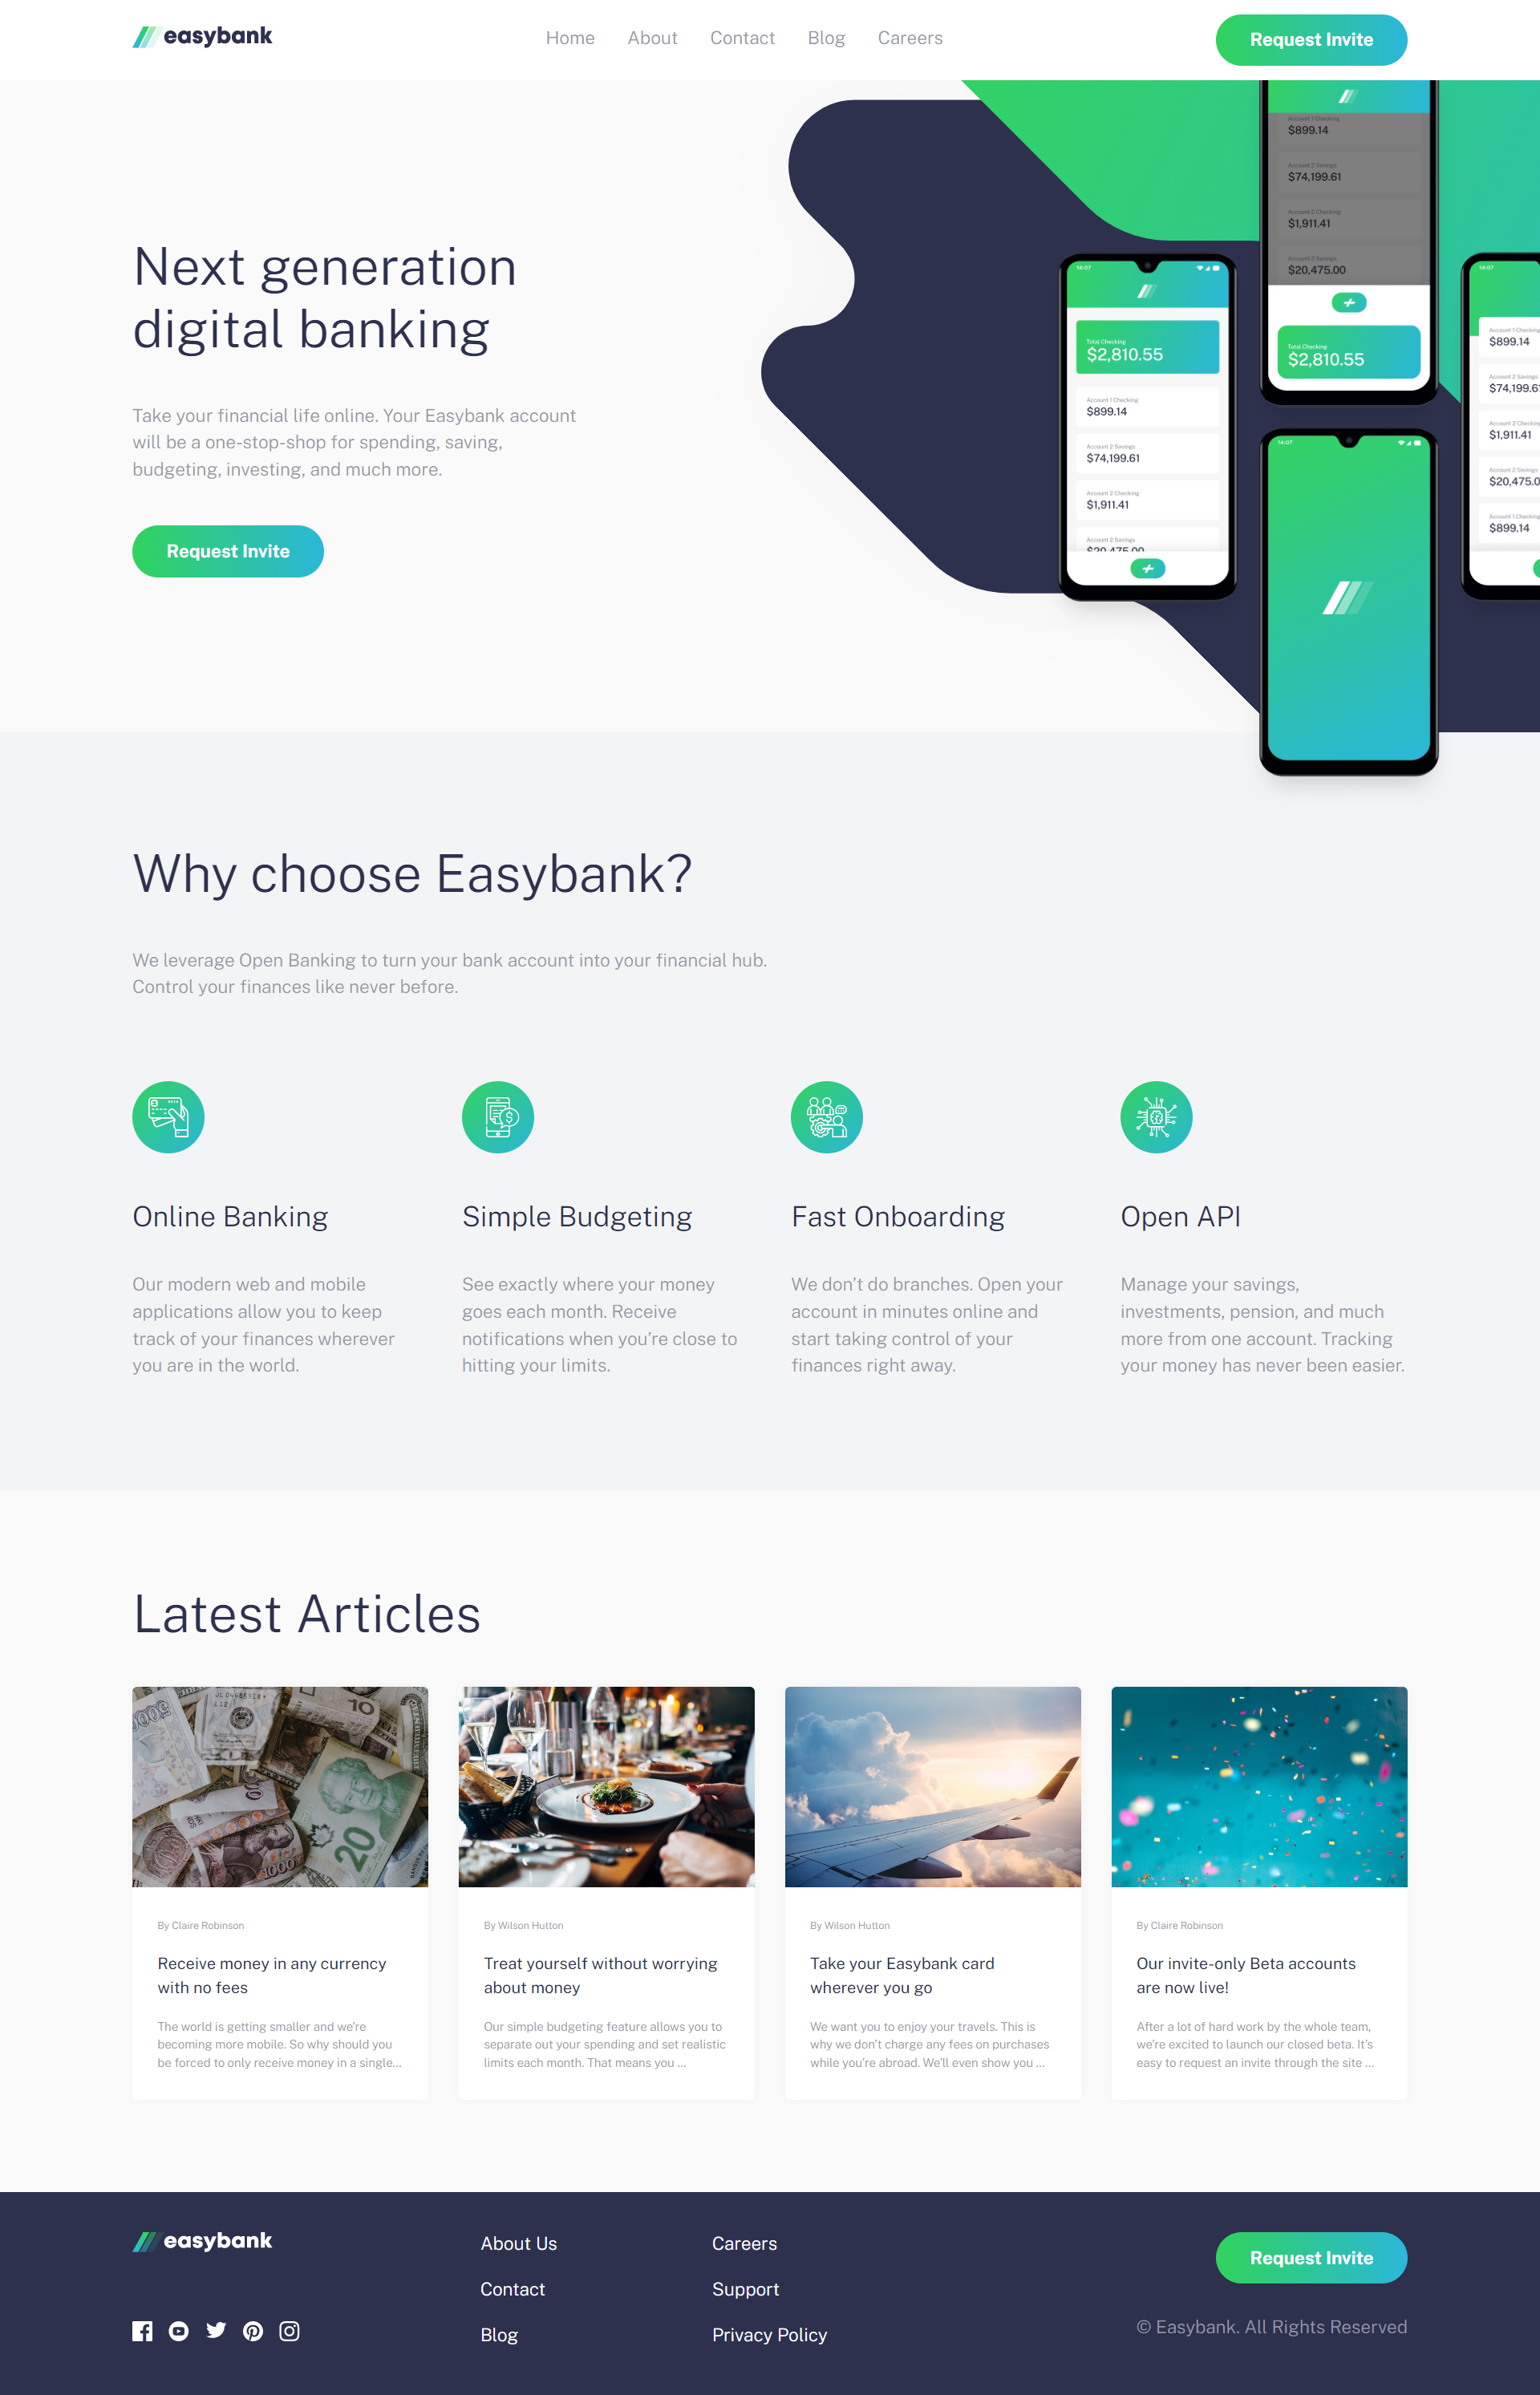 easybank
Home About Contact Blog Careers
Request Invite
Next generation
digital banking
Take your financial life online. Your Easybank account
will be a one-stop-shop for spending, saving,
budgeting, investing, and much more.
Request Invite
Account 1 Checking
$899.14
Account 2 Savings
$74,199.61
Account 2 Checking
$1,911.41
Account 2 Savings
$20,475.00
Total Checking
$2,810.55
14:07
Total Checking
$2,810.55
Account 1 Checking
$899.14
Account 2 Savings
$74,199.61
Account 2 Checking
$1,911.41
Account 2 Savings
$20,475.00
14:07
14:07
Account 1 Checking
$899.14
Account 2 Savings
$74,199.61
Account 2 Checking
$1,911.41
Account 2 Savings
$20,475.0
Account 1 Checking
$899.14
Why choose Easybank?
We leverage Open Banking to turn your bank account into your financial hub.
Control your finances like never before.
Online Banking
Our modern web and mobile
applications allow you to keep
track of your finances wherever
you are in the world.
Simple Budgeting
See exactly where your money
goes each month. Receive
notifications when you’re close to
hitting your limits.
Fast Onboarding
We don’t do branches. Open your
account in minutes online and
start taking control of your
finances right away.
Open API
Manage your savings,
investments, pension, and much
more from one account. Tracking
your money has never been easier.
Latest Articles
10
20
1000
By Claire Robinson
Receive money in any currency
with no fees
The world is getting smaller and we’re
becoming more mobile. So why should you
be forced to only receive money in a single…
By Wilson Hutton
Treat yourself without worrying
about money
Our simple budgeting feature allows you to
separate out your spending and set realistic
limits each month. That means you …
By Wilson Hutton
Take your Easybank card
wherever you go
We want you to enjoy your travels. This is
why we don’t charge any fees on purchases
while you’re abroad. We’ll even show you …
By Claire Robinson
Our invite-only Beta accounts
are now live!
After a lot of hard work by the whole team,
we’re excited to launch our closed beta. It’s
easy to request an invite through the site …
easybank
About Us
Contact
Blog
Careers
Support
Privacy Policy
Request Invite
© Easybank. All Rights Reserved